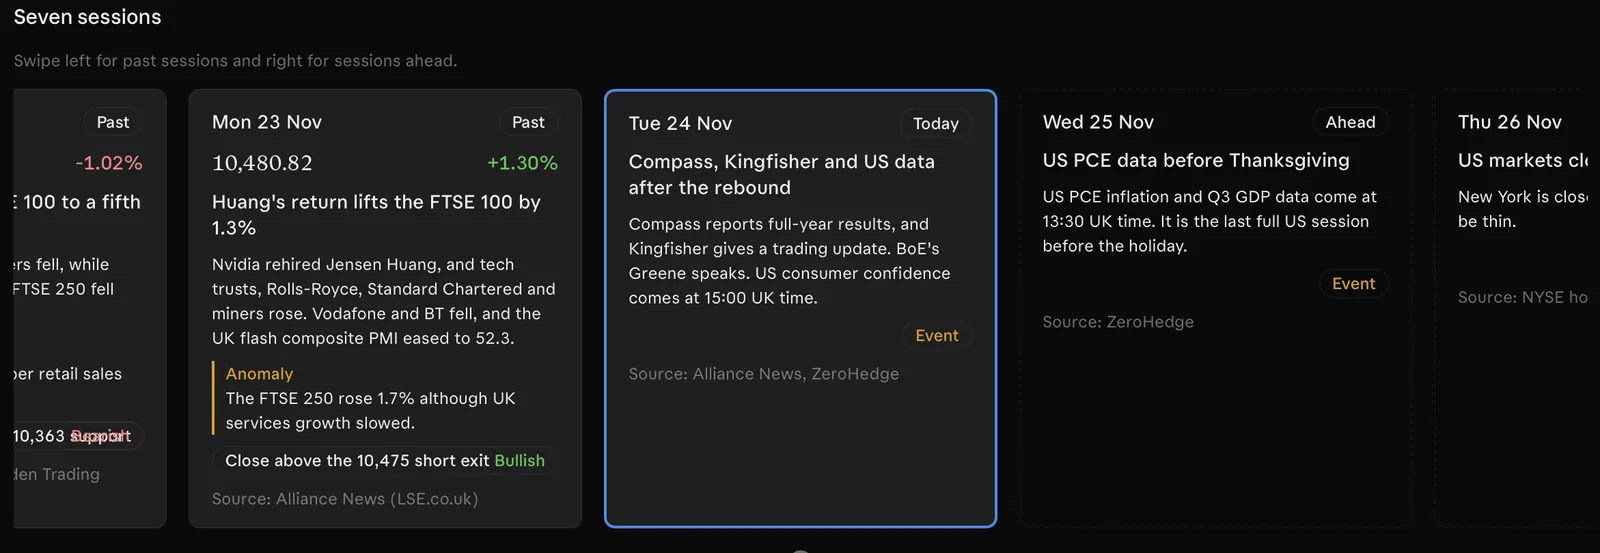 Seven sessions
Swipe left for past sessions and right for sessions ahead.
Past
-1.02%
100 to a fifth
fell, while
FTSE 250 fell
retail sales
10,363 support Bearish
Trading
Mon 23 Nov
Past
10,480.82
+1.30%
Huang's return lifts the FTSE 100 by
1.3%
Nvidia rehired Jensen Huang, and tech
trusts, Rolls-Royce, Standard Chartered and
miners rose. Vodafone and BT fell, and the
UK flash composite PMI eased to 52.3.
Anomaly
The FTSE 250 rose 1.7% although UK
services growth slowed.
Close above the 10,475 short exit Bullish
Source: Alliance News (LSE.co.uk)
Tue 24 Nov
Today
Compass, Kingfisher and US data
after the rebound
Compass reports full-year results, and
Kingfisher gives a trading update. BoE's
Greene speaks. US consumer confidence
comes at 15:00 UK time.
Event
Source: Alliance News, ZeroHedge
Wed 25 Nov
Ahead
US PCE data before Thanksgiving
US PCE inflation and Q3 GDP data come at
13:30 UK time. It is the last full US session
before the holiday.
Event
Source: ZeroHedge
Thu 26 Nov
US markets
New York is
be thin.
Source: NYSE